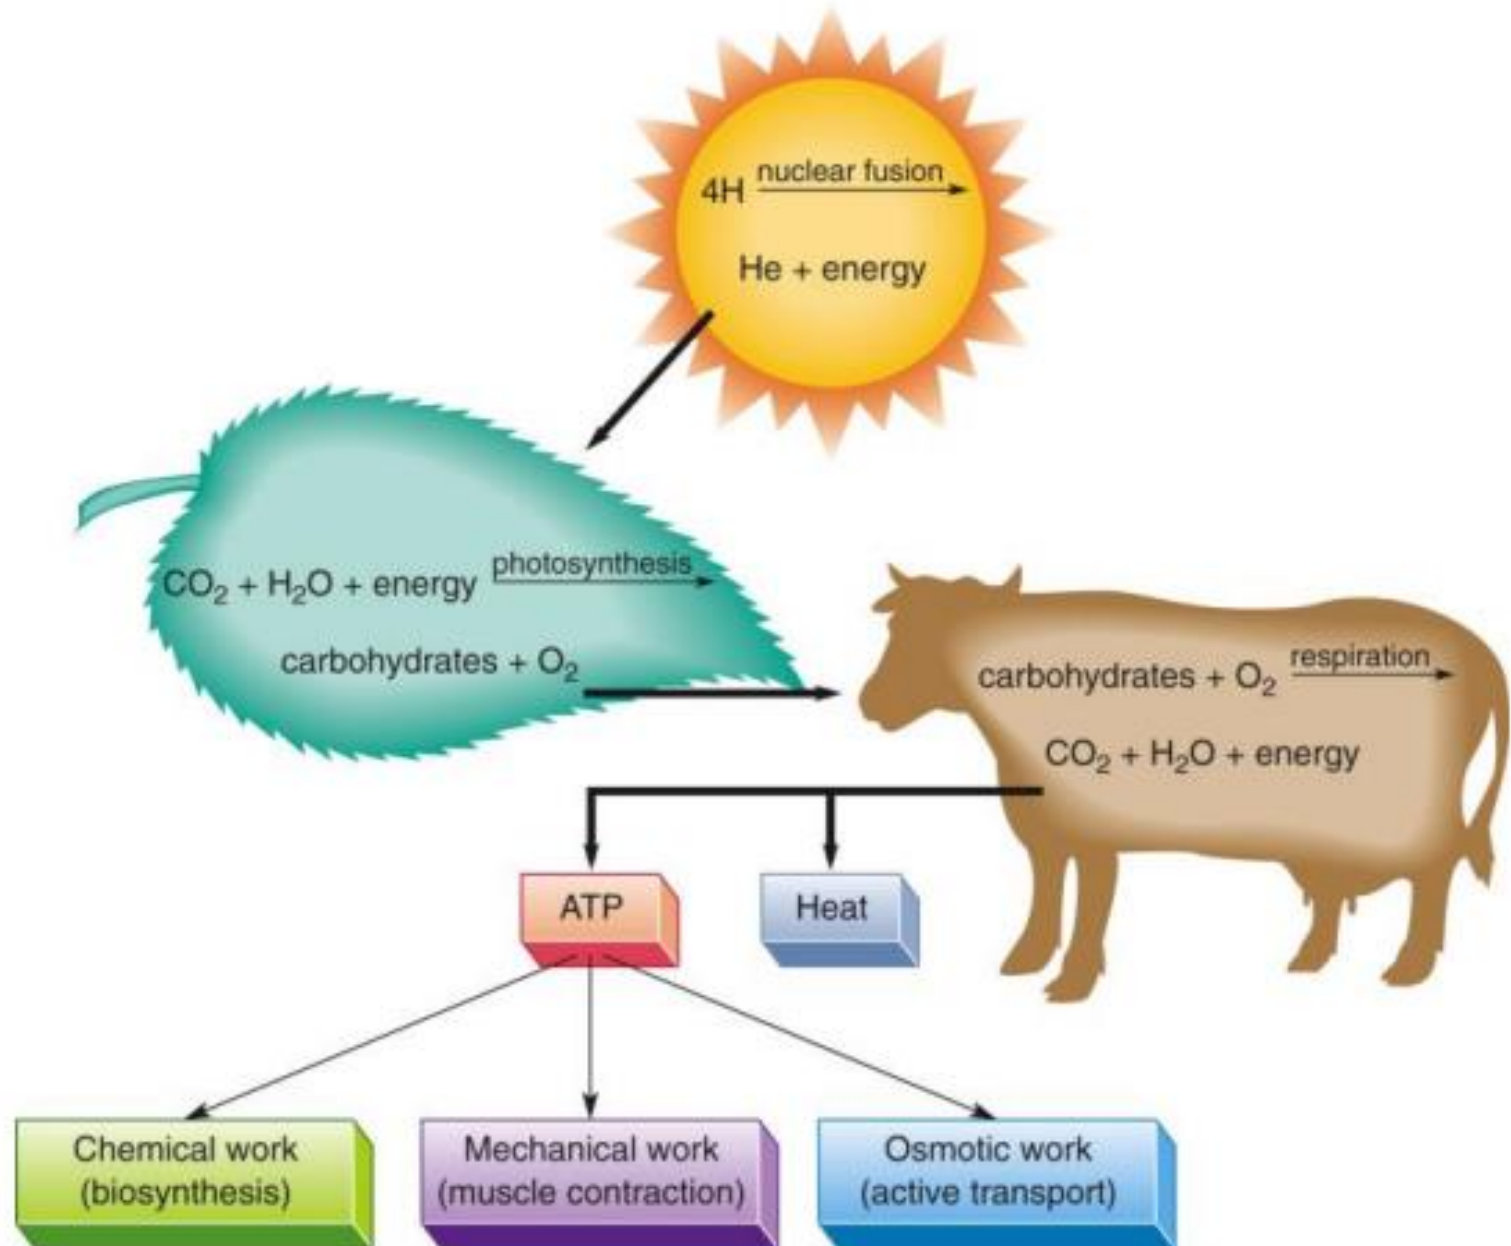 4H nuclear fusion
He + energy
CO₂ + H₂O + energy photosynthesis
carbohydrates + O₂
carbohydrates + O₂ respiration
CO₂ + H₂O + energy
ATP
Heat
Chemical work
(biosynthesis)
Mechanical work
(muscle contraction)
Osmotic work
(active transport)